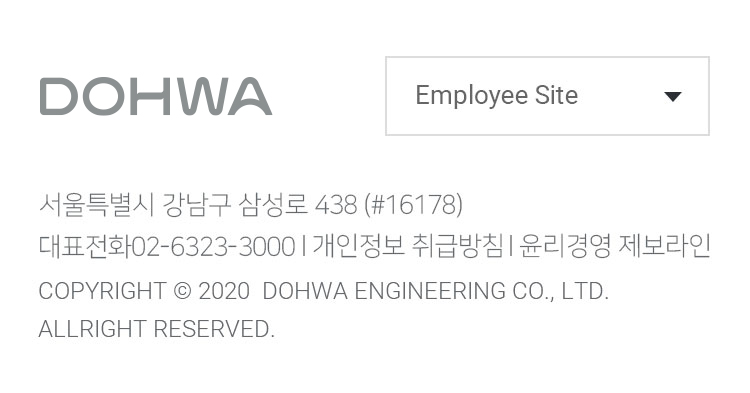 DOHWA
Employee Site
서울특별시 강남구 삼성로 438 (#16178)
대표전화02-6323-3000 | 개인정보 취급방침 | 윤리경영 제보라인
COPYRIGHT © 2020 DOHWA ENGINEERING CO., LTD.
ALLRIGHT RESERVED.